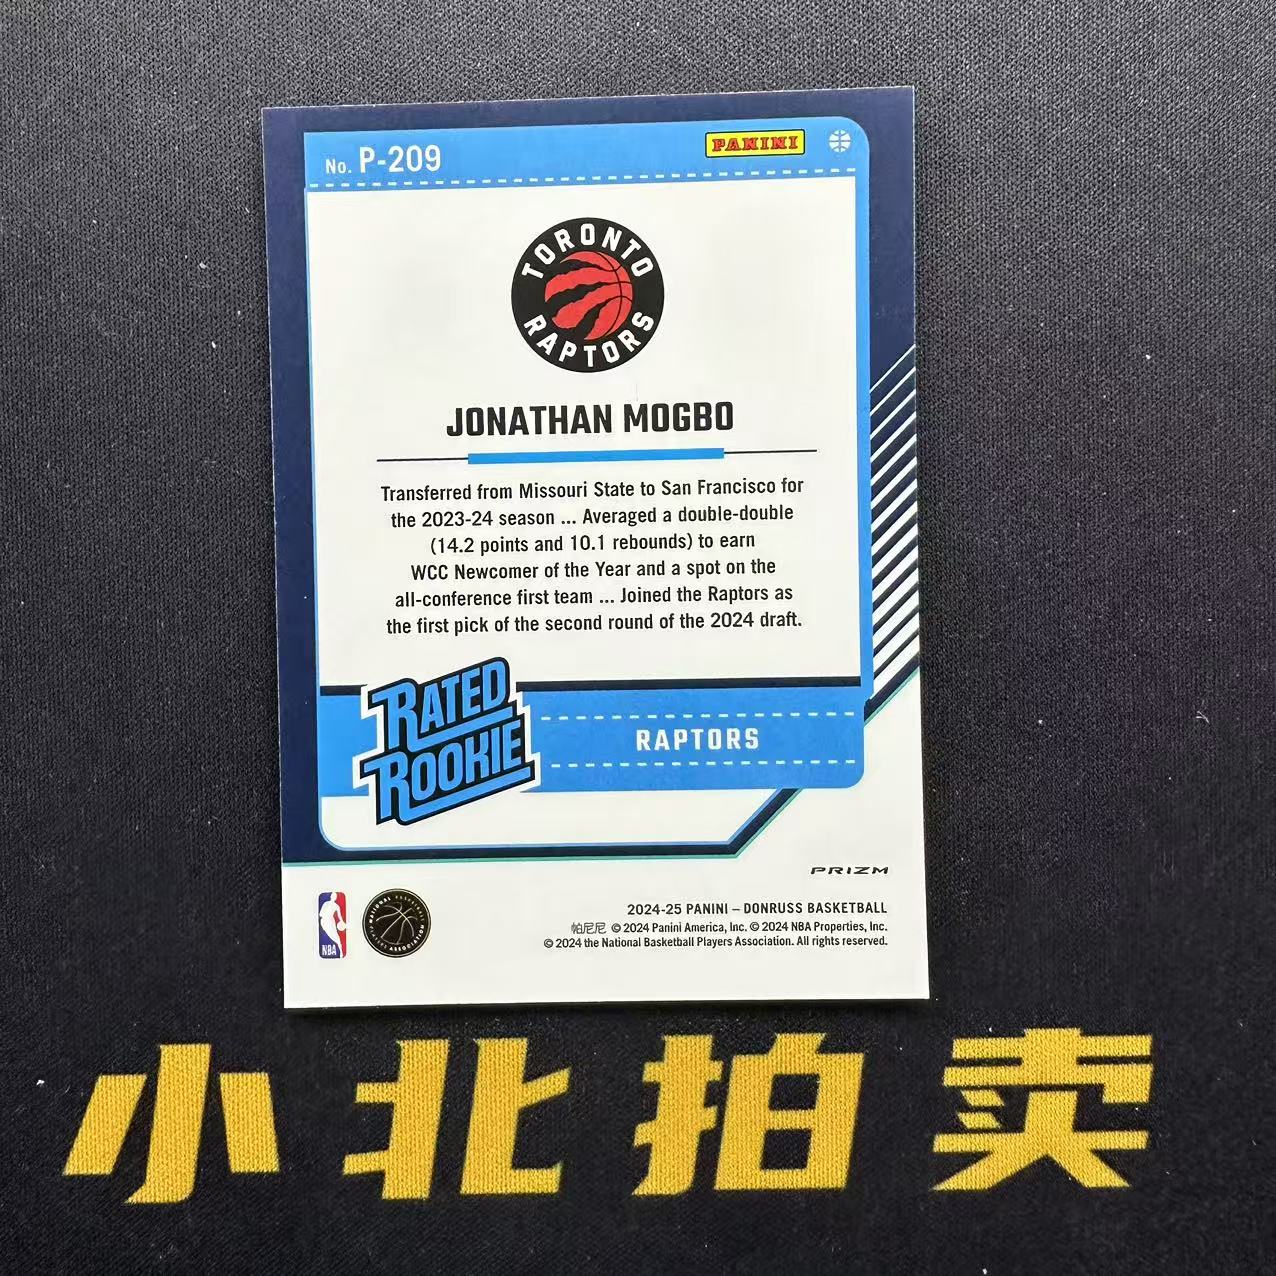 No. P-209
PANINI
TORONTO
RAPTORS
JONATHAN MOGBO
Transferred from Missouri State to San Francisco for
the 2023-24 season ... Averaged a double-double
(14.2 points and 10.1 rebounds) to earn
WCC Newcomer of the Year and a spot on the
all-conference first team ... Joined the Raptors as
the first pick of the second round of the 2024 draft.
RATED
ROOKIE
RAPTORS
PRIZM
NBA
NATIONAL BASKETBALL
PLAYERS ASSOCIATION
2024-25 PANINI – DONRUSS BASKETBALL
帕尼尼 © 2024 Panini America, Inc. © 2024 NBA Properties, Inc.
© 2024 the National Basketball Players Association. All rights reserved.
小北拍卖